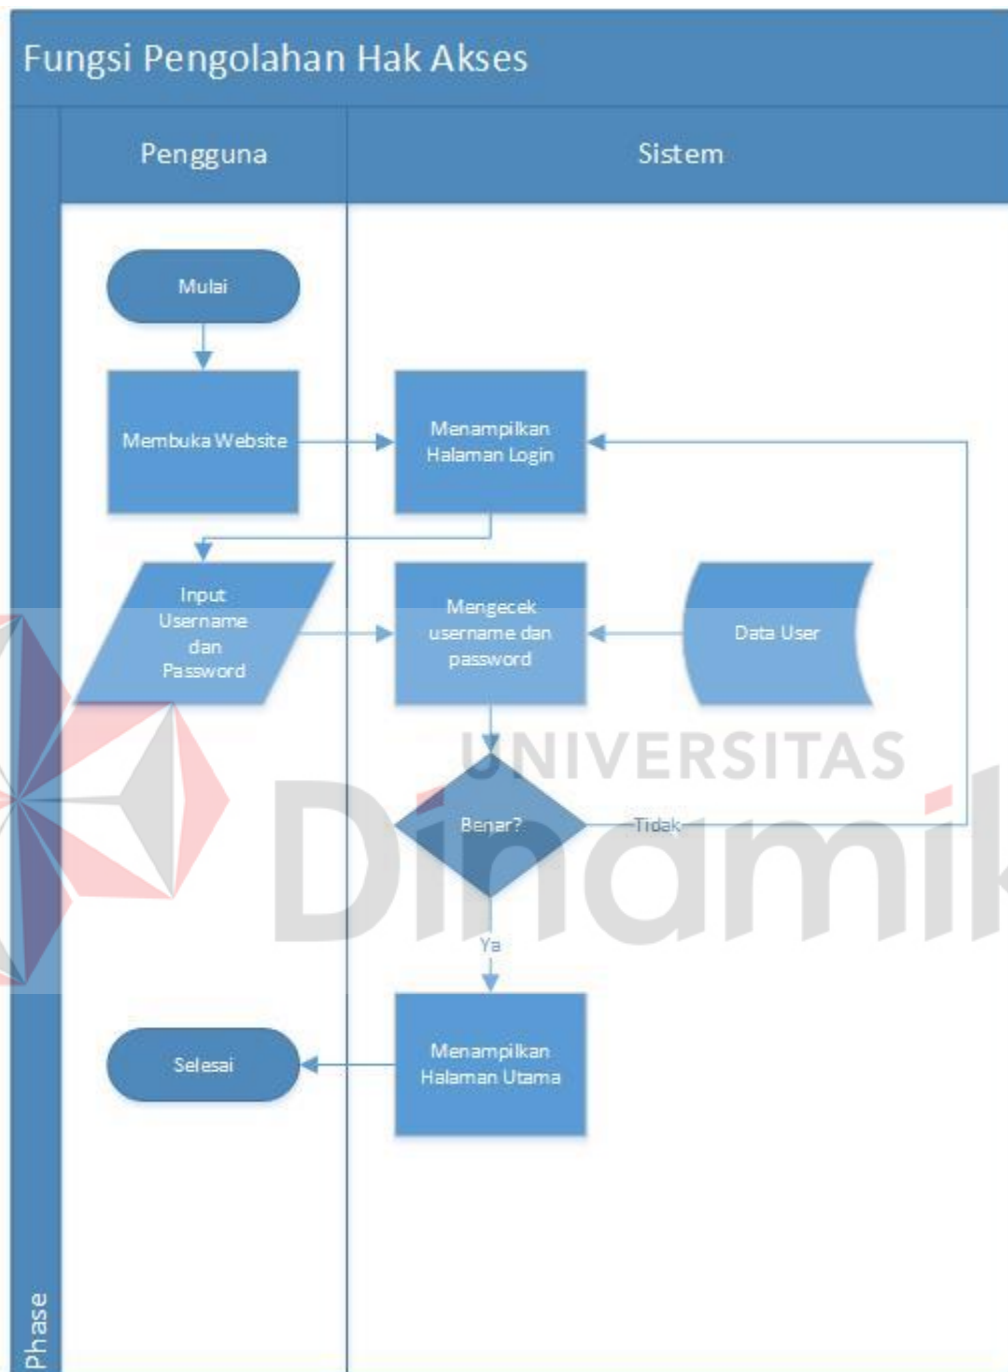 Fungsi Pengolahan Hak Akses
Pengguna
Sistem
Mulai
Membuka Website
Menampilkan
Halaman Login
Input
Username
dan
Password
Mengecek
username dan
password
Data User
UNIVERSITAS
Dinamik
Benar?
Tidak
Ya
Menampilkan
Halaman Utama
Selesai
Phase